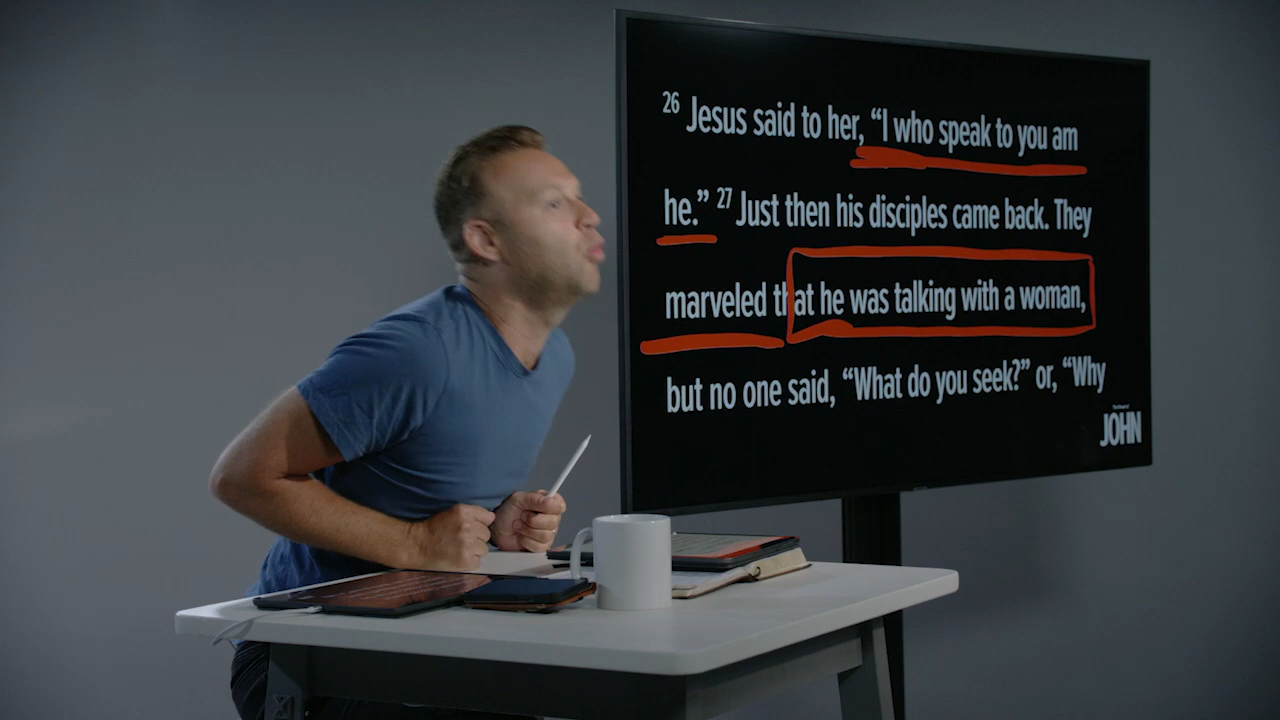 26 Jesus said to her, “I who speak to you am
he.” 27 Just then his disciples came back. They
marveled that he was talking with a woman,
but no one said, “What do you seek?” or, “Why
JOHN